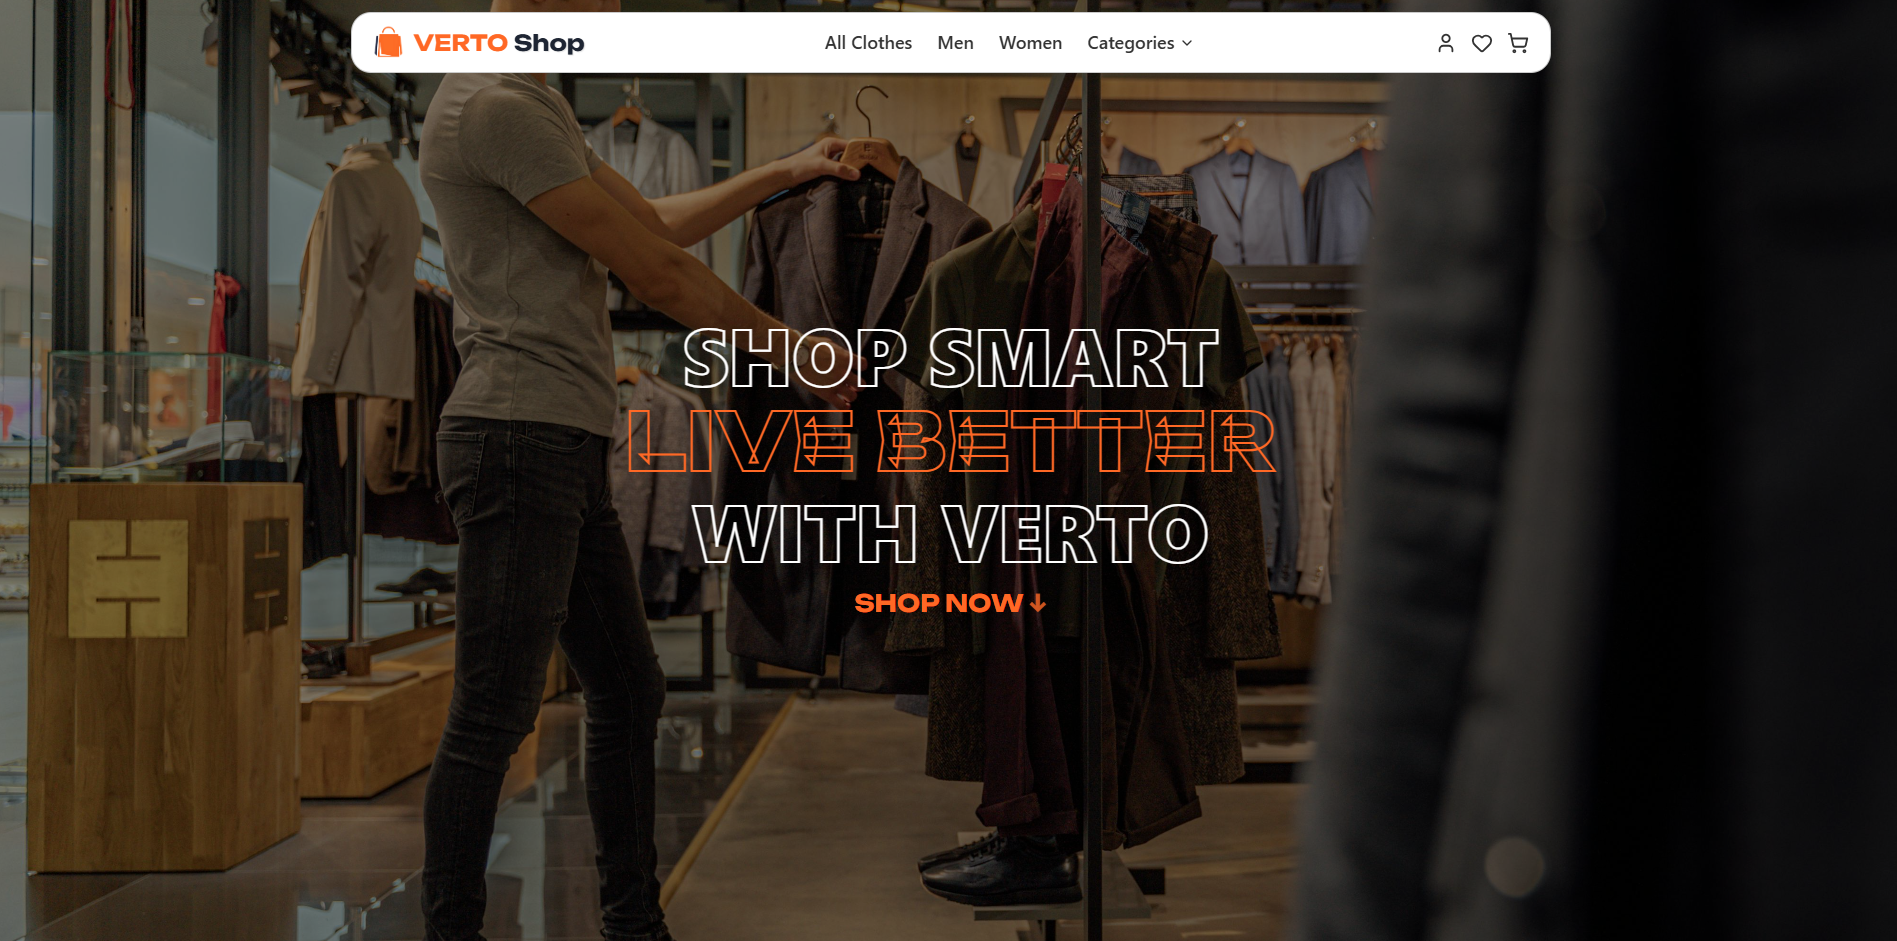 VERTO Shop
All Clothes Men Women Categories
SHOP SMART
LIVE BETTER
WITH VERTO
SHOP NOW